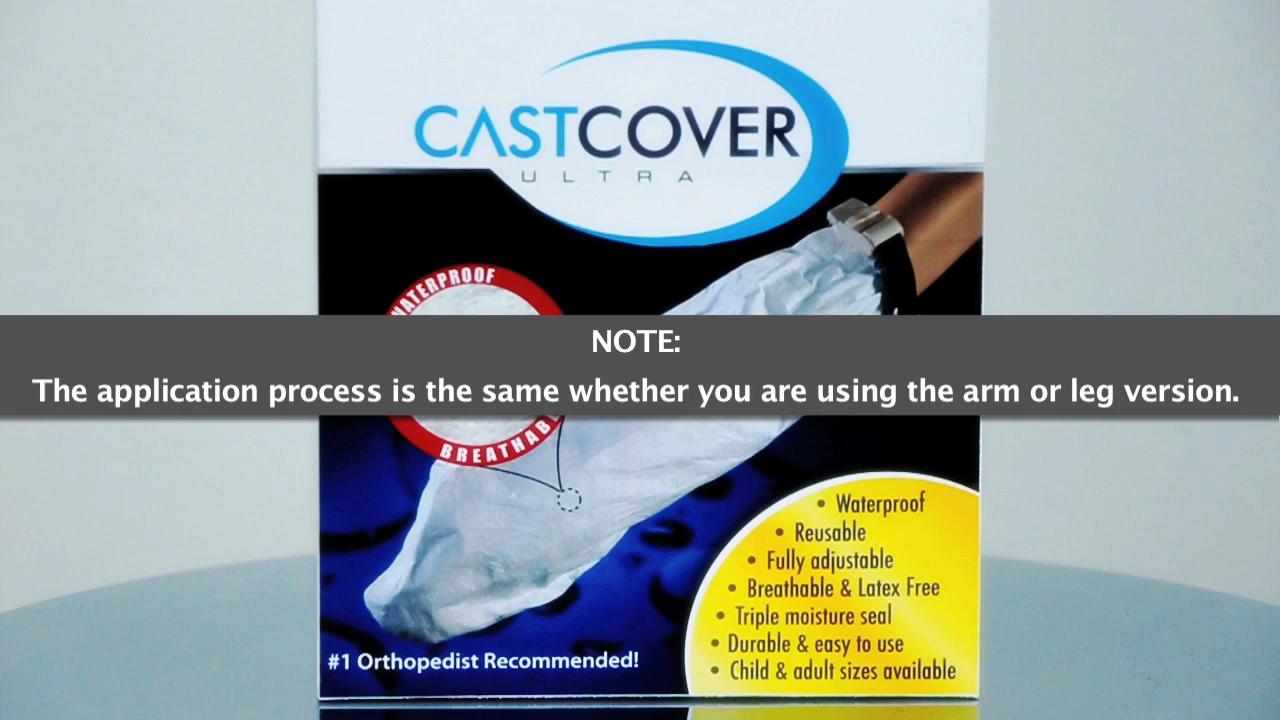 CASTCOVER
ULTRA
WATERPROOF
NOTE:
The application process is the same whether you are using the arm or leg version.
BREATHABLE
• Waterproof
• Reusable
• Fully adjustable
• Breathable & Latex Free
• Triple moisture seal
• Durable & easy to use
• Child & adult sizes available
#1 Orthopedist Recommended!